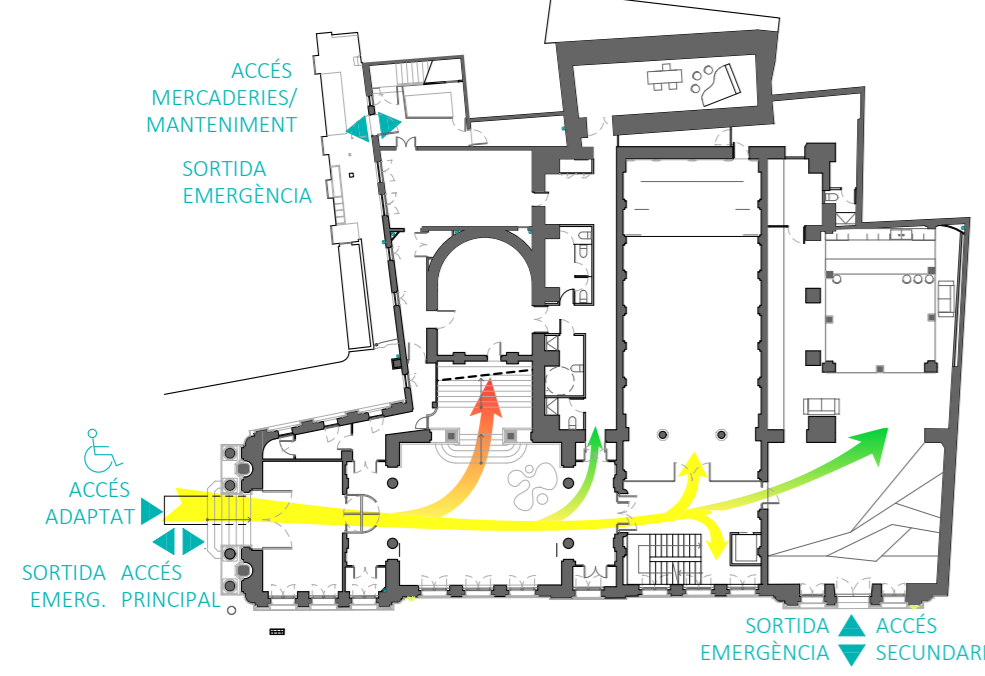 ACCÉS
MERCADERIES/
MANTENIMENT
SORTIDA
EMERGÈNCIA
ACCÉS
ADAPTAT
SORTIDA ACCÉS
EMERG. PRINCIPAL
SORTIDA ACCÉS
EMERGÈNCIA SECUNDARI